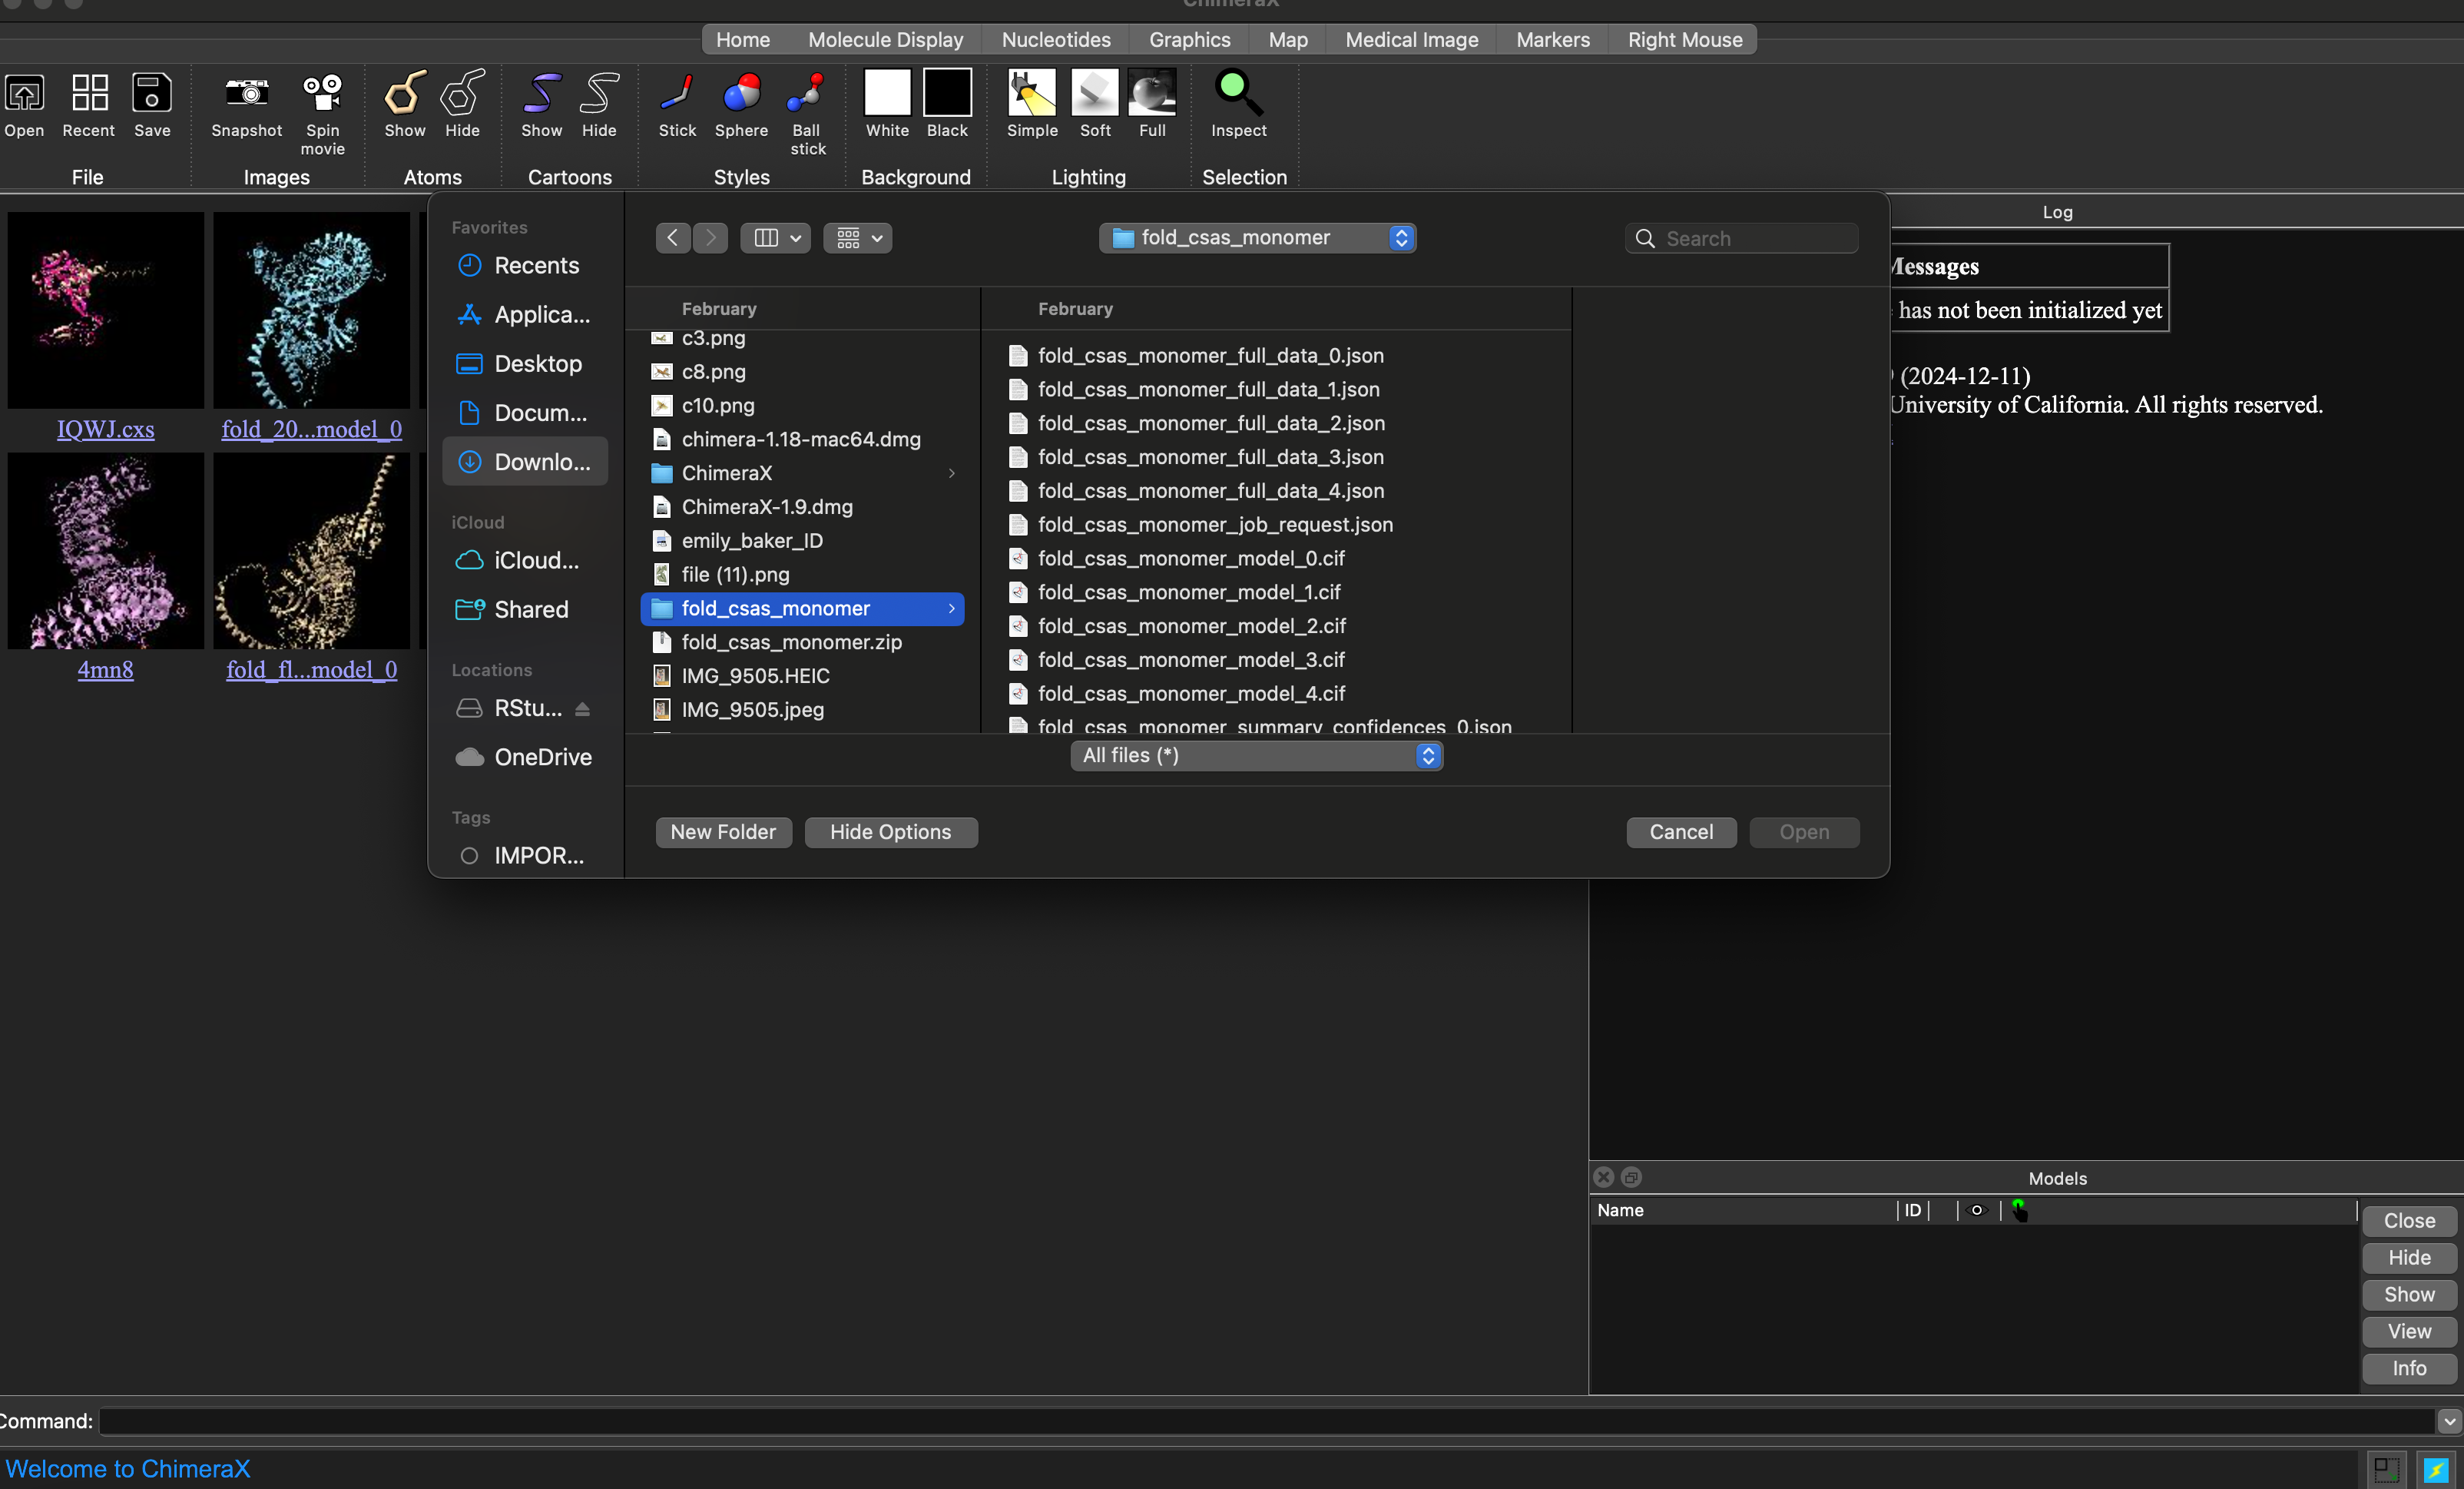 Home Molecule Display Nucleotides Graphics Map Medical Image Markers Right Mouse
Open Recent Save Snapshot Spin movie Show Hide Show Hide Stick Sphere Ball stick White Black Simple Soft Full Inspect
File Images Atoms Cartoons Styles Background Lighting Selection
IQWJ.cxs
fold_20...model_0
4mn8
fold_fl...model_0
Favorites
Recents
Applica...
Desktop
Docum...
Downlo...
iCloud
iCloud...
Shared
Locations
RStu...
OneDrive
Tags
IMPOR...
fold_csas_monomer
Search
February
c3.png
c8.png
c10.png
chimera-1.18-mac64.dmg
ChimeraX
ChimeraX-1.9.dmg
emily_baker_ID
file (11).png
fold_csas_monomer
fold_csas_monomer.zip
IMG_9505.HEIC
IMG_9505.jpeg
February
fold_csas_monomer_full_data_0.json
fold_csas_monomer_full_data_1.json
fold_csas_monomer_full_data_2.json
fold_csas_monomer_full_data_3.json
fold_csas_monomer_full_data_4.json
fold_csas_monomer_job_request.json
fold_csas_monomer_model_0.cif
fold_csas_monomer_model_1.cif
fold_csas_monomer_model_2.cif
fold_csas_monomer_model_3.cif
fold_csas_monomer_model_4.cif
fold_csas_monomer_summary_confidences_0.json
All files (*)
New Folder Hide Options Cancel Open
Log
Messages
has not been initialized yet
(2024-12-11)
University of California. All rights reserved.
Models
Name ID
Close
Hide
Show
View
Info
Command:
Welcome to ChimeraX